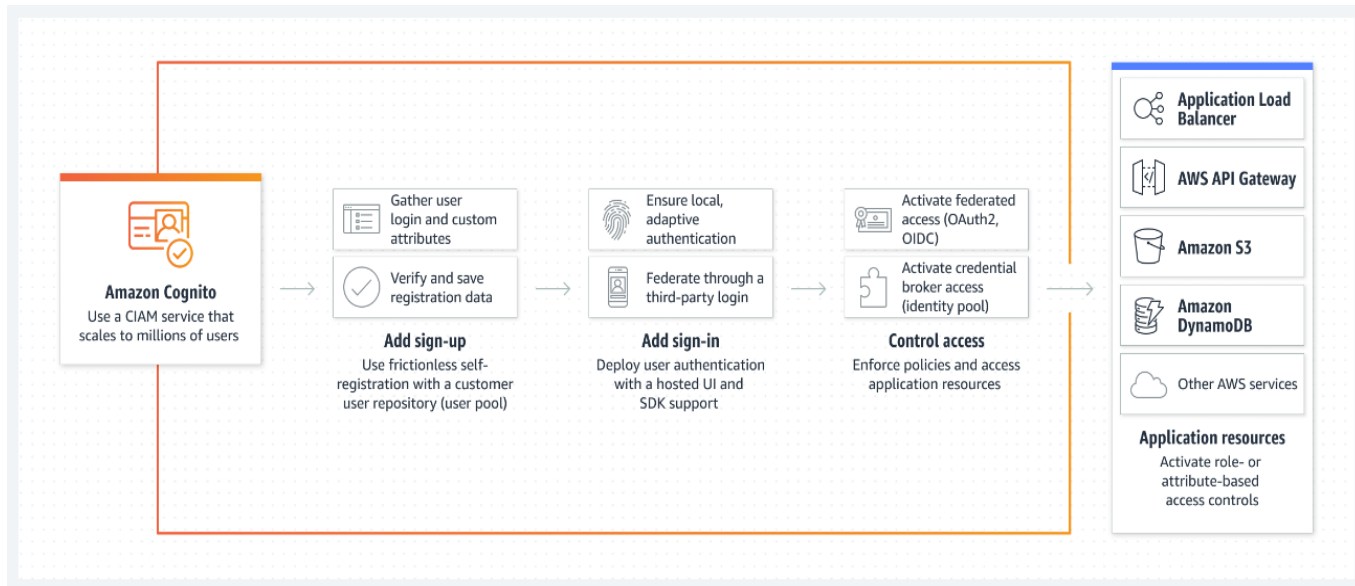 Amazon Cognito
Use a CIAM service that
scales to millions of users
Gather user
login and custom
attributes
Verify and save
registration data
Add sign-up
Use frictionless self-
registration with a customer
user repository (user pool)
Ensure local,
adaptive
authentication
Federate through a
third-party login
Add sign-in
Deploy user authentication
with a hosted UI and
SDK support
Activate federated
access (OAuth2,
OIDC)
Activate credential
broker access
(identity pool)
Control access
Enforce policies and access
application resources
Application Load
Balancer
AWS API Gateway
Amazon S3
Amazon
DynamoDB
Other AWS services
Application resources
Activate role- or
attribute-based
access controls